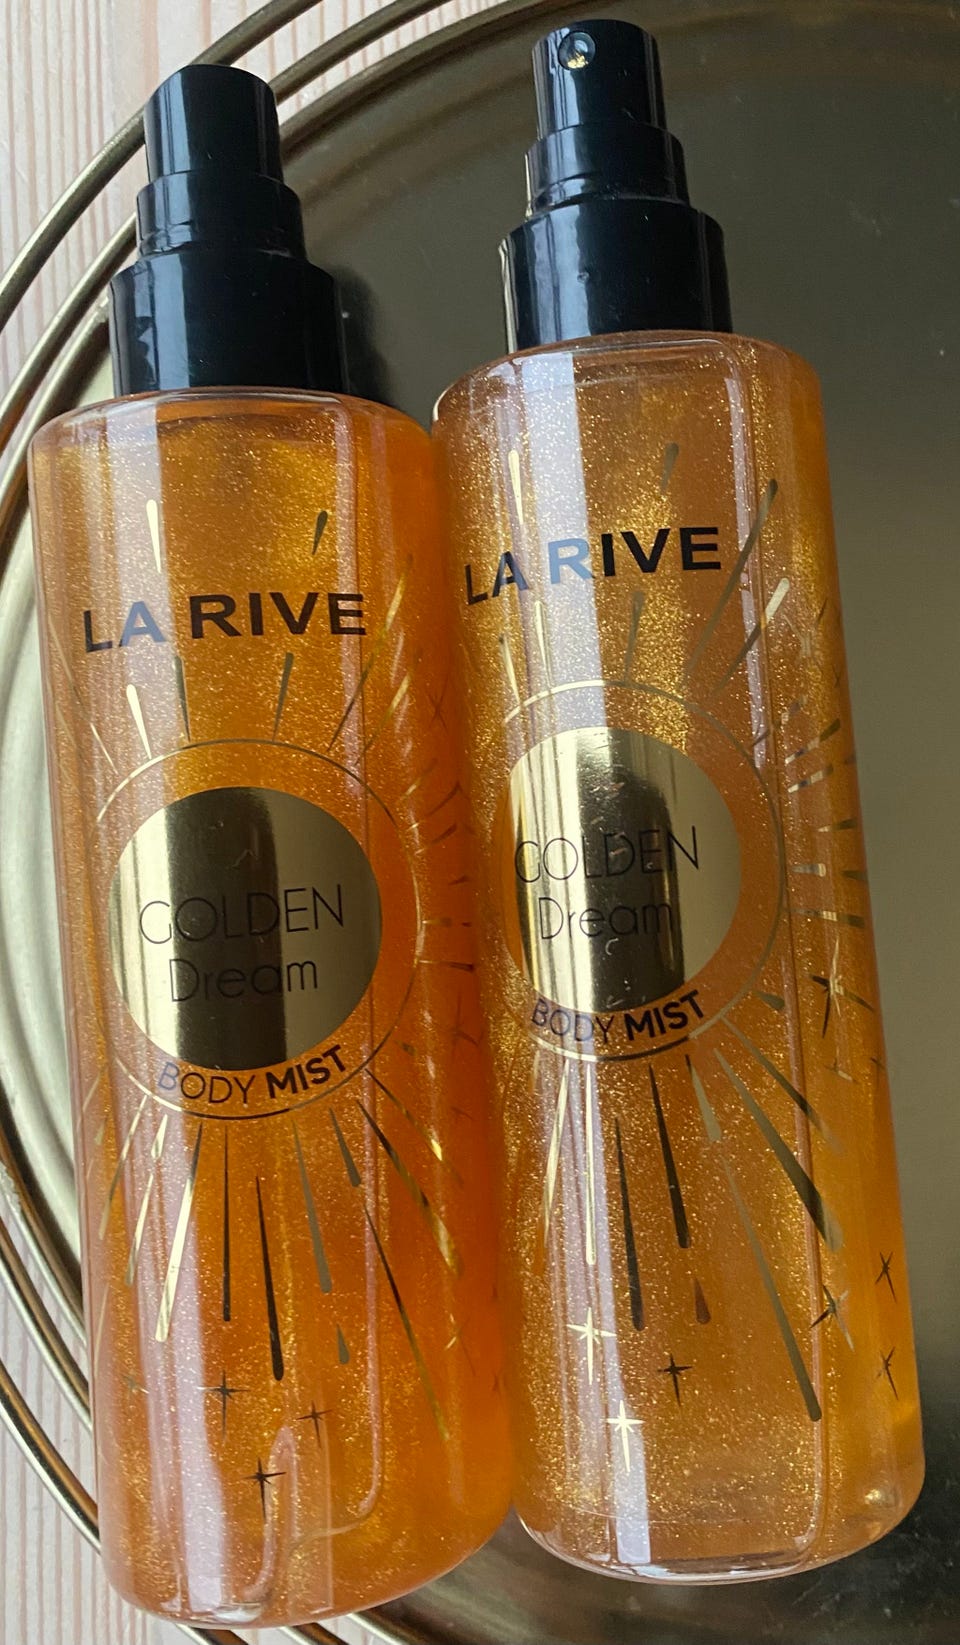 LA RIVE
GOLDEN
Dream
BODY MIST
LA RIVE
GOLDEN
Dream
BODY MIST